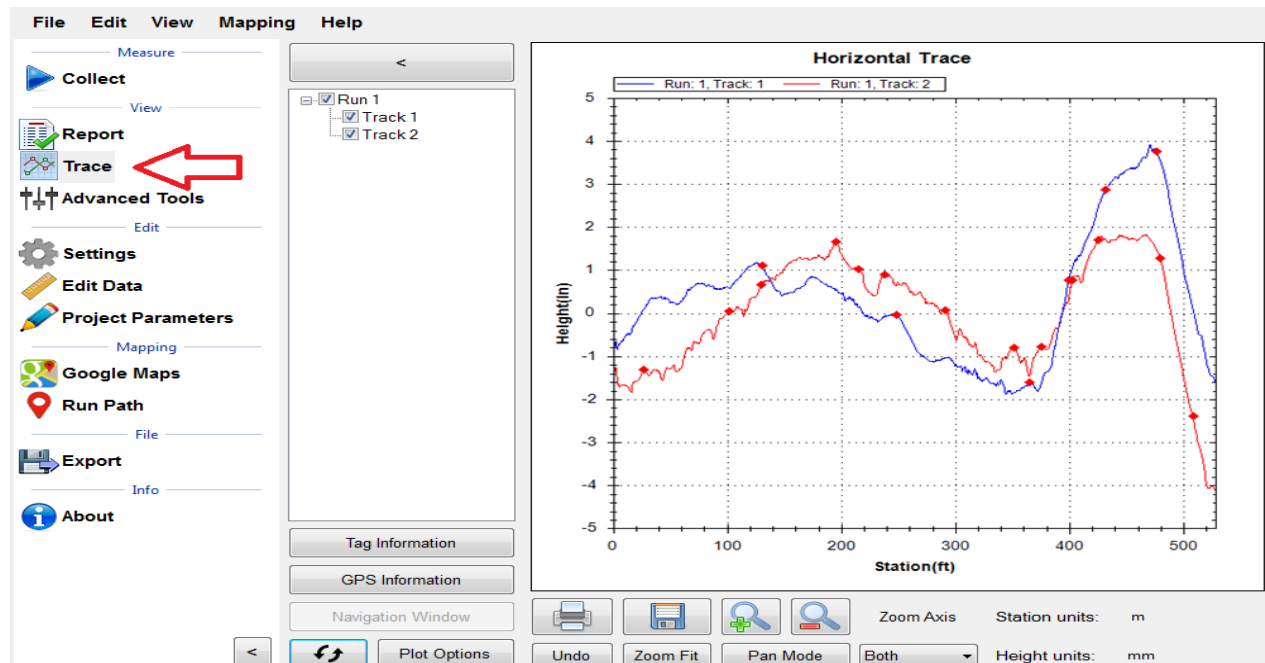 File Edit View Mapping Help
Measure
Collect
View
Report
Trace
Advanced Tools
Edit
Settings
Edit Data
Project Parameters
Mapping
Google Maps
Run Path
File
Export
Info
About
<
<
Run 1
Track 1
Track 2
Tag Information
GPS Information
Navigation Window
Plot Options
Horizontal Trace
Run: 1, Track: 1 Run: 1, Track: 2
5
4
3
2
1
0
-1
-2
-3
-4
-5
Height(in)
0 100 200 300 400 500
Station(ft)
Zoom Axis Station units: m
Undo Zoom Fit Pan Mode Both Height units: mm